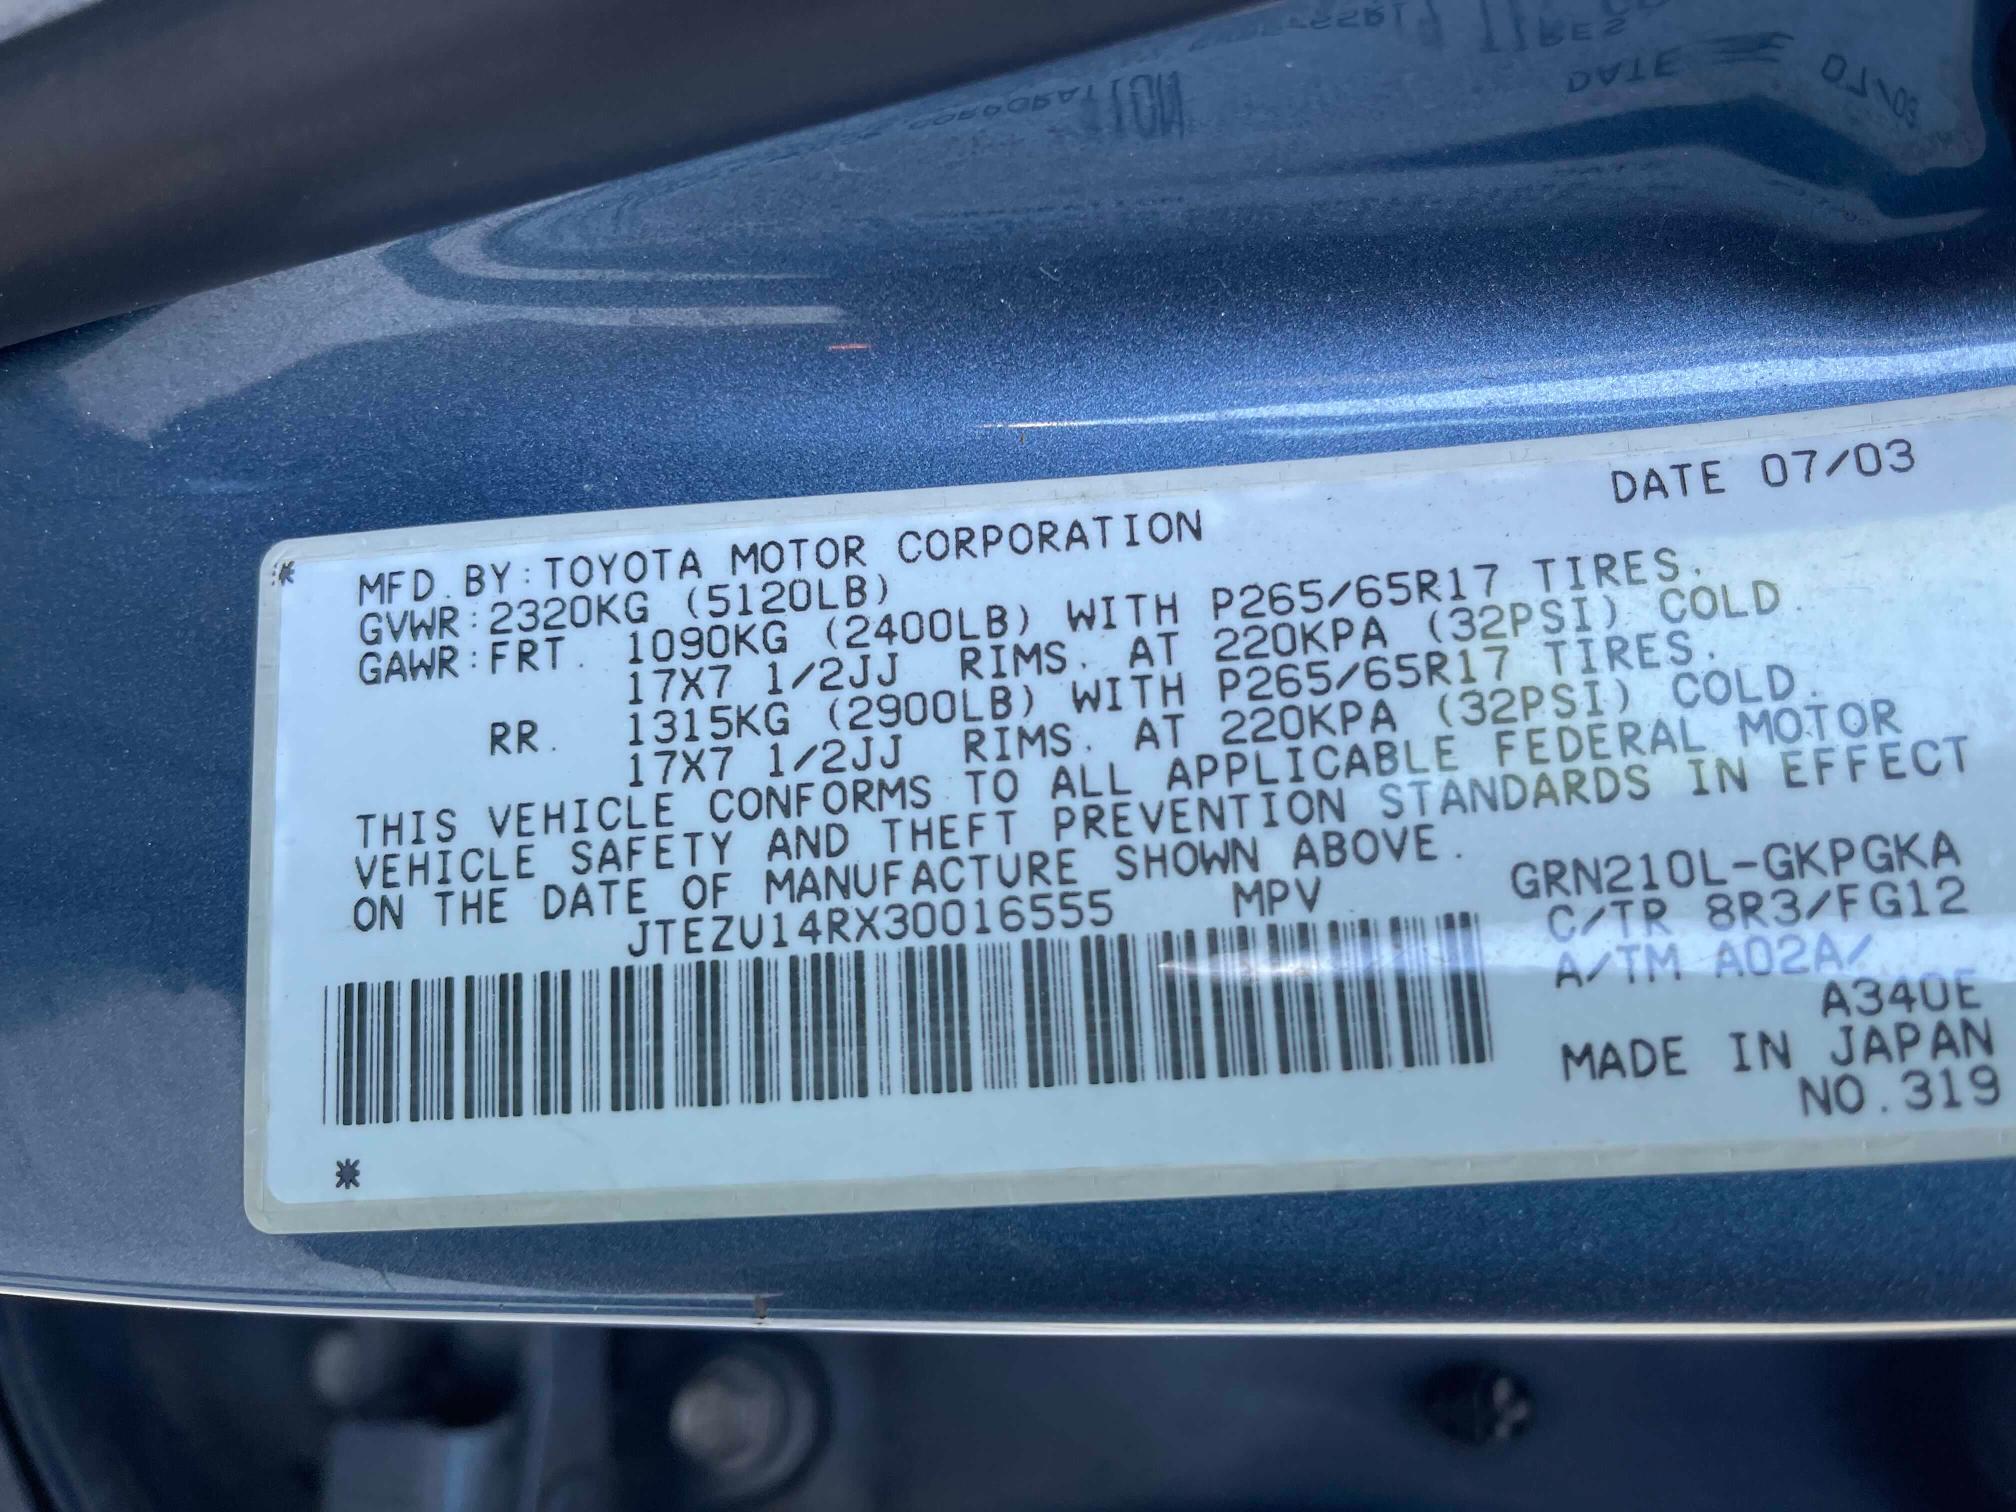 DATE 07/03
MFD. BY: TOYOTA MOTOR CORPORATION
GVWR: 2320KG (5120LB)
GAWR: FRT. 1090KG (2400LB) WITH P265/65R17 TIRES.
17X7 1/2JJ RIMS. AT 220KPA (32PSI) COLD.
RR. 1315KG (2900LB) WITH P265/65R17 TIRES.
17X7 1/2JJ RIMS. AT 220KPA (32PSI) COLD.
THIS VEHICLE CONFORMS TO ALL APPLICABLE FEDERAL MOTOR
VEHICLE SAFETY AND THEFT PREVENTION STANDARDS IN EFFECT
ON THE DATE OF MANUFACTURE SHOWN ABOVE.
JTEZU14RX30016555 MPV
GRN210L-GKPGKA
C/TR 8R3/FG12
A/TM A02A/
A340E
MADE IN JAPAN
NO.319